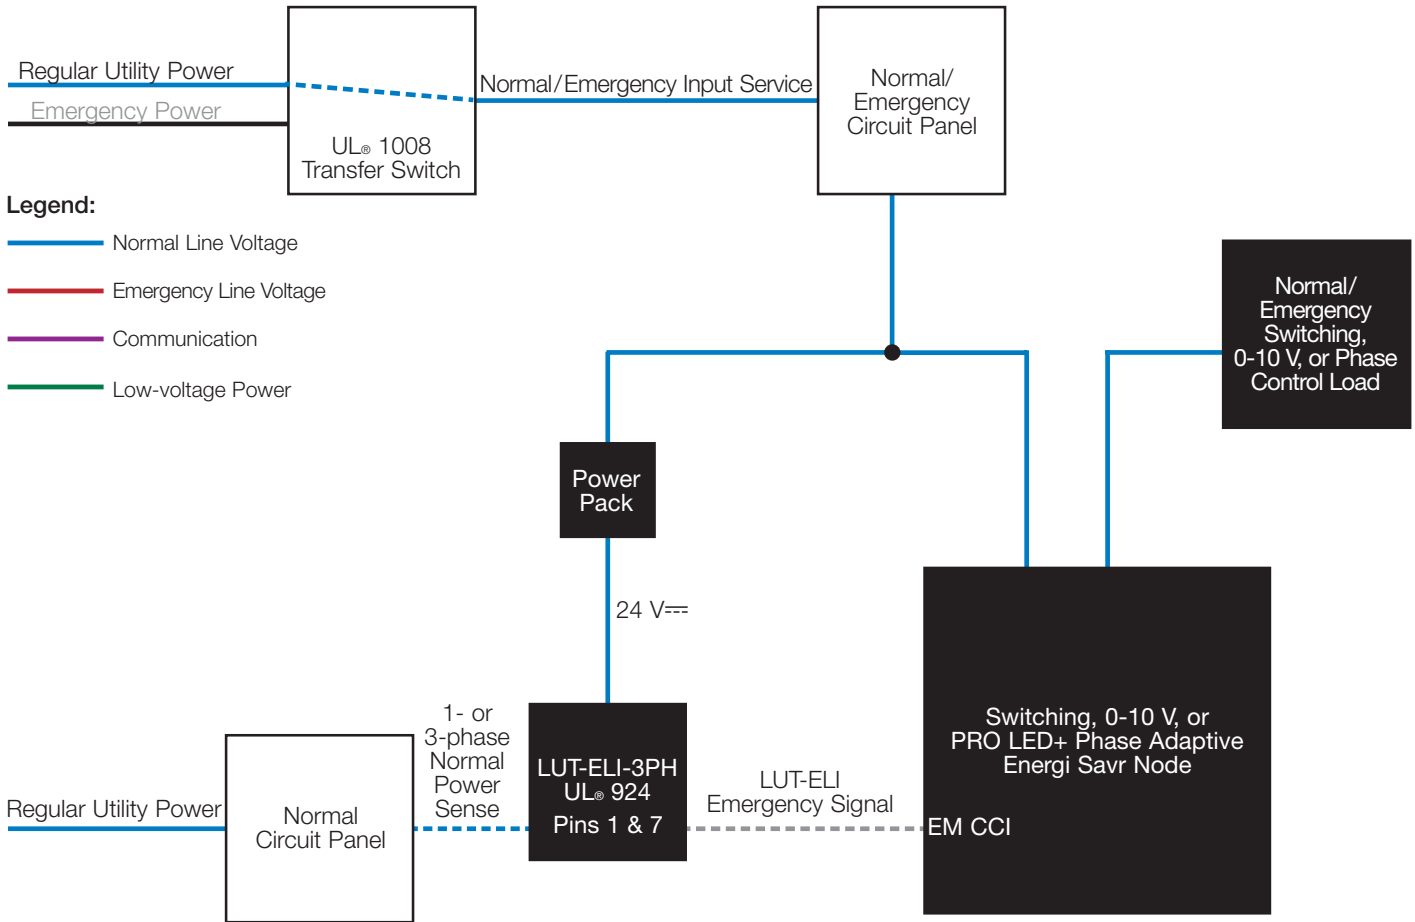 Regular Utility Power
Emergency Power
UL® 1008
Transfer Switch
Normal/Emergency Input Service
Normal/
Emergency
Circuit Panel
Legend:
Normal Line Voltage
Emergency Line Voltage
Communication
Low-voltage Power
Normal/
Emergency
Switching,
0-10 V, or Phase
Control Load
Power
Pack
24 V⎓
1- or
3-phase
Normal
Power
Sense
LUT-ELI-3PH
UL® 924
Pins 1 & 7
LUT-ELI
Emergency Signal
Switching, 0-10 V, or
PRO LED+ Phase Adaptive
Energi Savr Node
EM CCI
Regular Utility Power
Normal
Circuit Panel